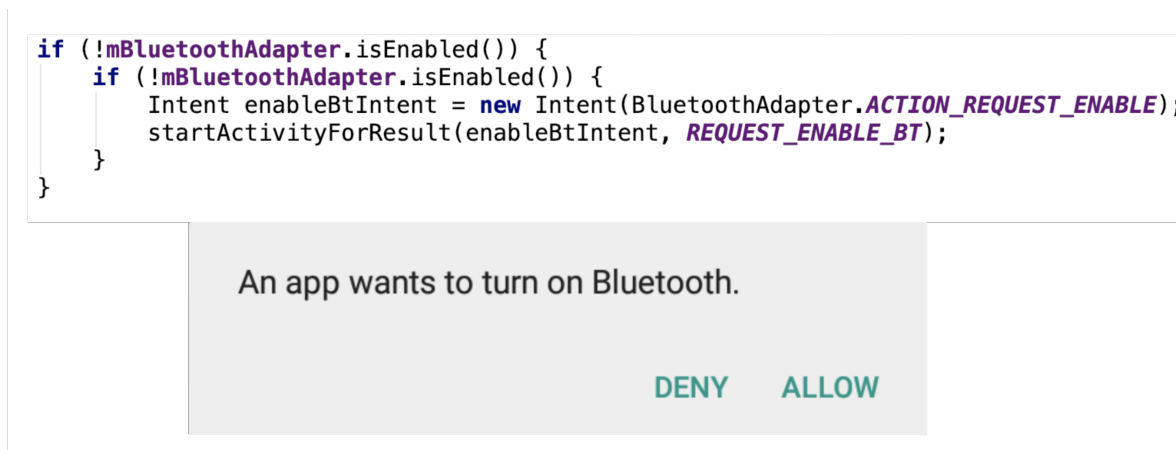 if (!mBluetoothAdapter.isEnabled()) {
    if (!mBluetoothAdapter.isEnabled()) {
        Intent enableBtIntent = new Intent(BluetoothAdapter.ACTION_REQUEST_ENABLE);
        startActivityForResult(enableBtIntent, REQUEST_ENABLE_BT);
    }
}
An app wants to turn on Bluetooth.
DENY ALLOW